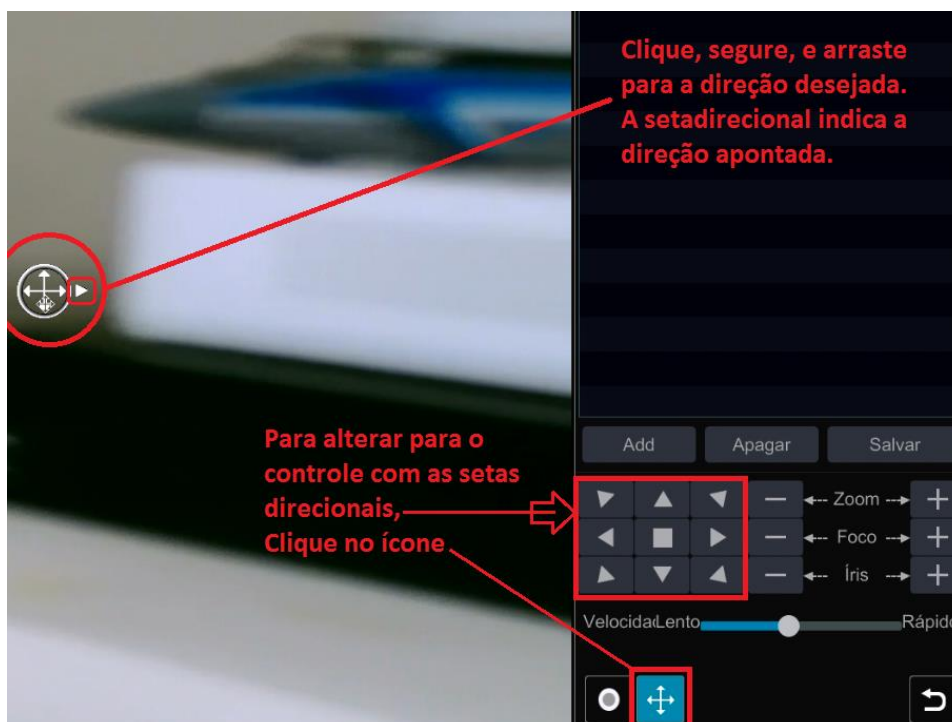 Clique, segure, e arraste
para a direção desejada.
A setadirecional indica a
direção apontada.
Para alterar para o
controle com as setas
direcionais,
Clique no ícone
Add Apagar Salvar
Zoom
Foco
Íris
VelocidacLento Rápido